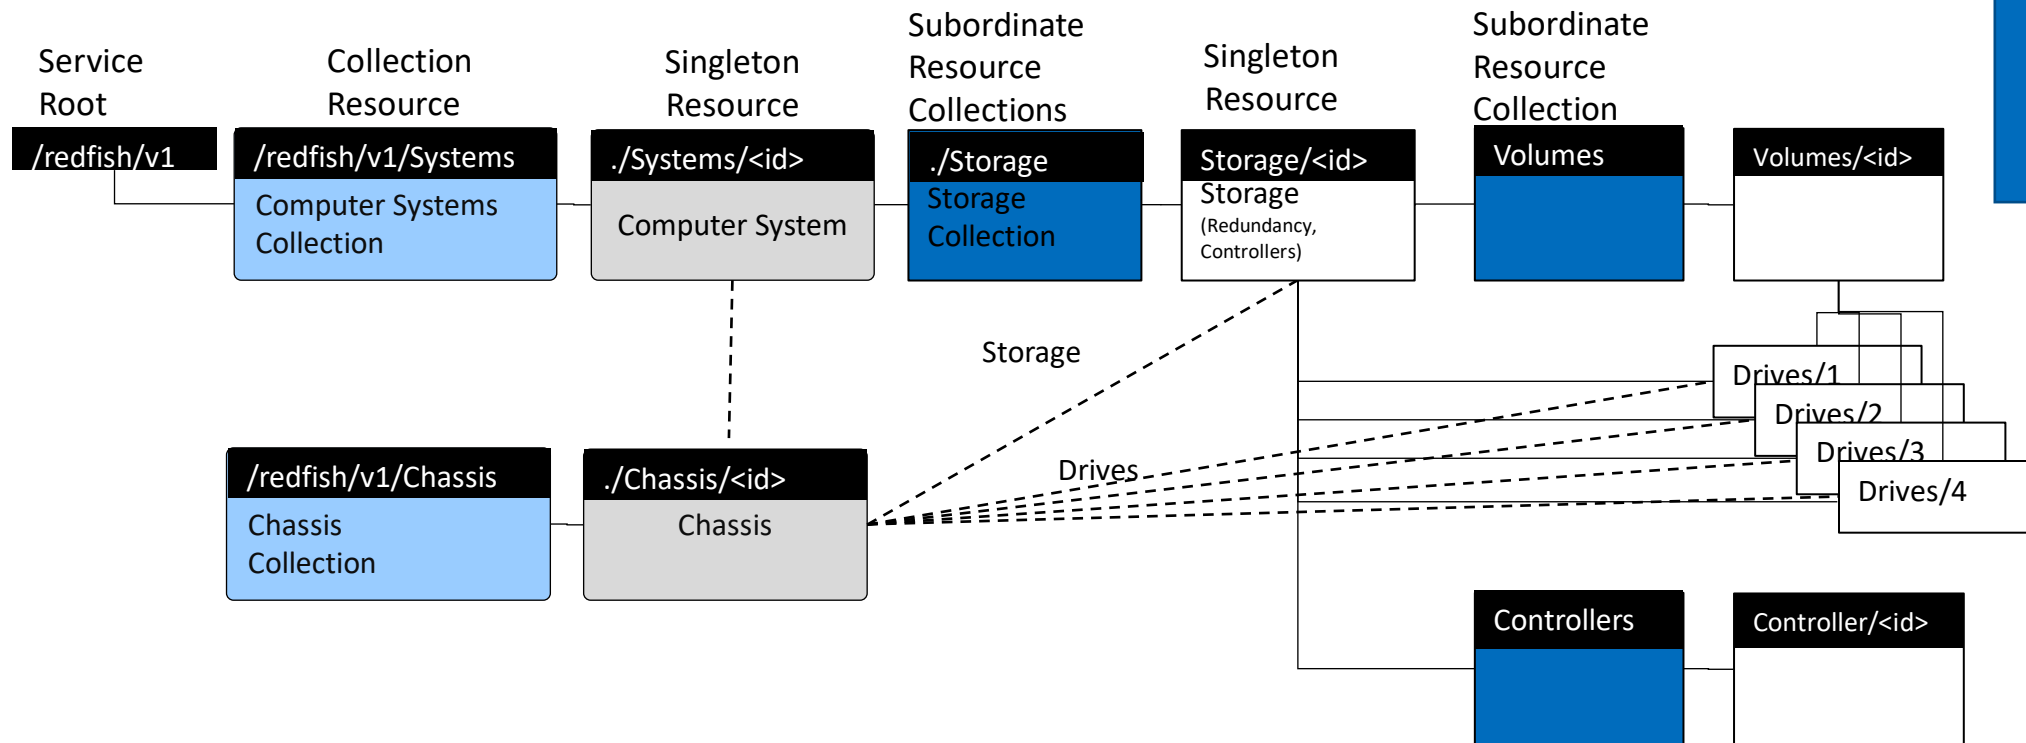 Service
Root
Collection
Resource
Singleton
Resource
Subordinate
Resource
Collections
Singleton
Resource
Subordinate
Resource
Collection
/redfish/v1
/redfish/v1/Systems
Computer Systems
Collection
./Systems/<id>
Computer System
./Storage
Storage
Collection
Storage/<id>
Storage
(Redundancy,
Controllers)
Volumes
Volumes/<id>
Storage
Drives
Drives/1
Drives/2
Drives/3
Drives/4
/redfish/v1/Chassis
Chassis
Collection
./Chassis/<id>
Chassis
Controllers
Controller/<id>